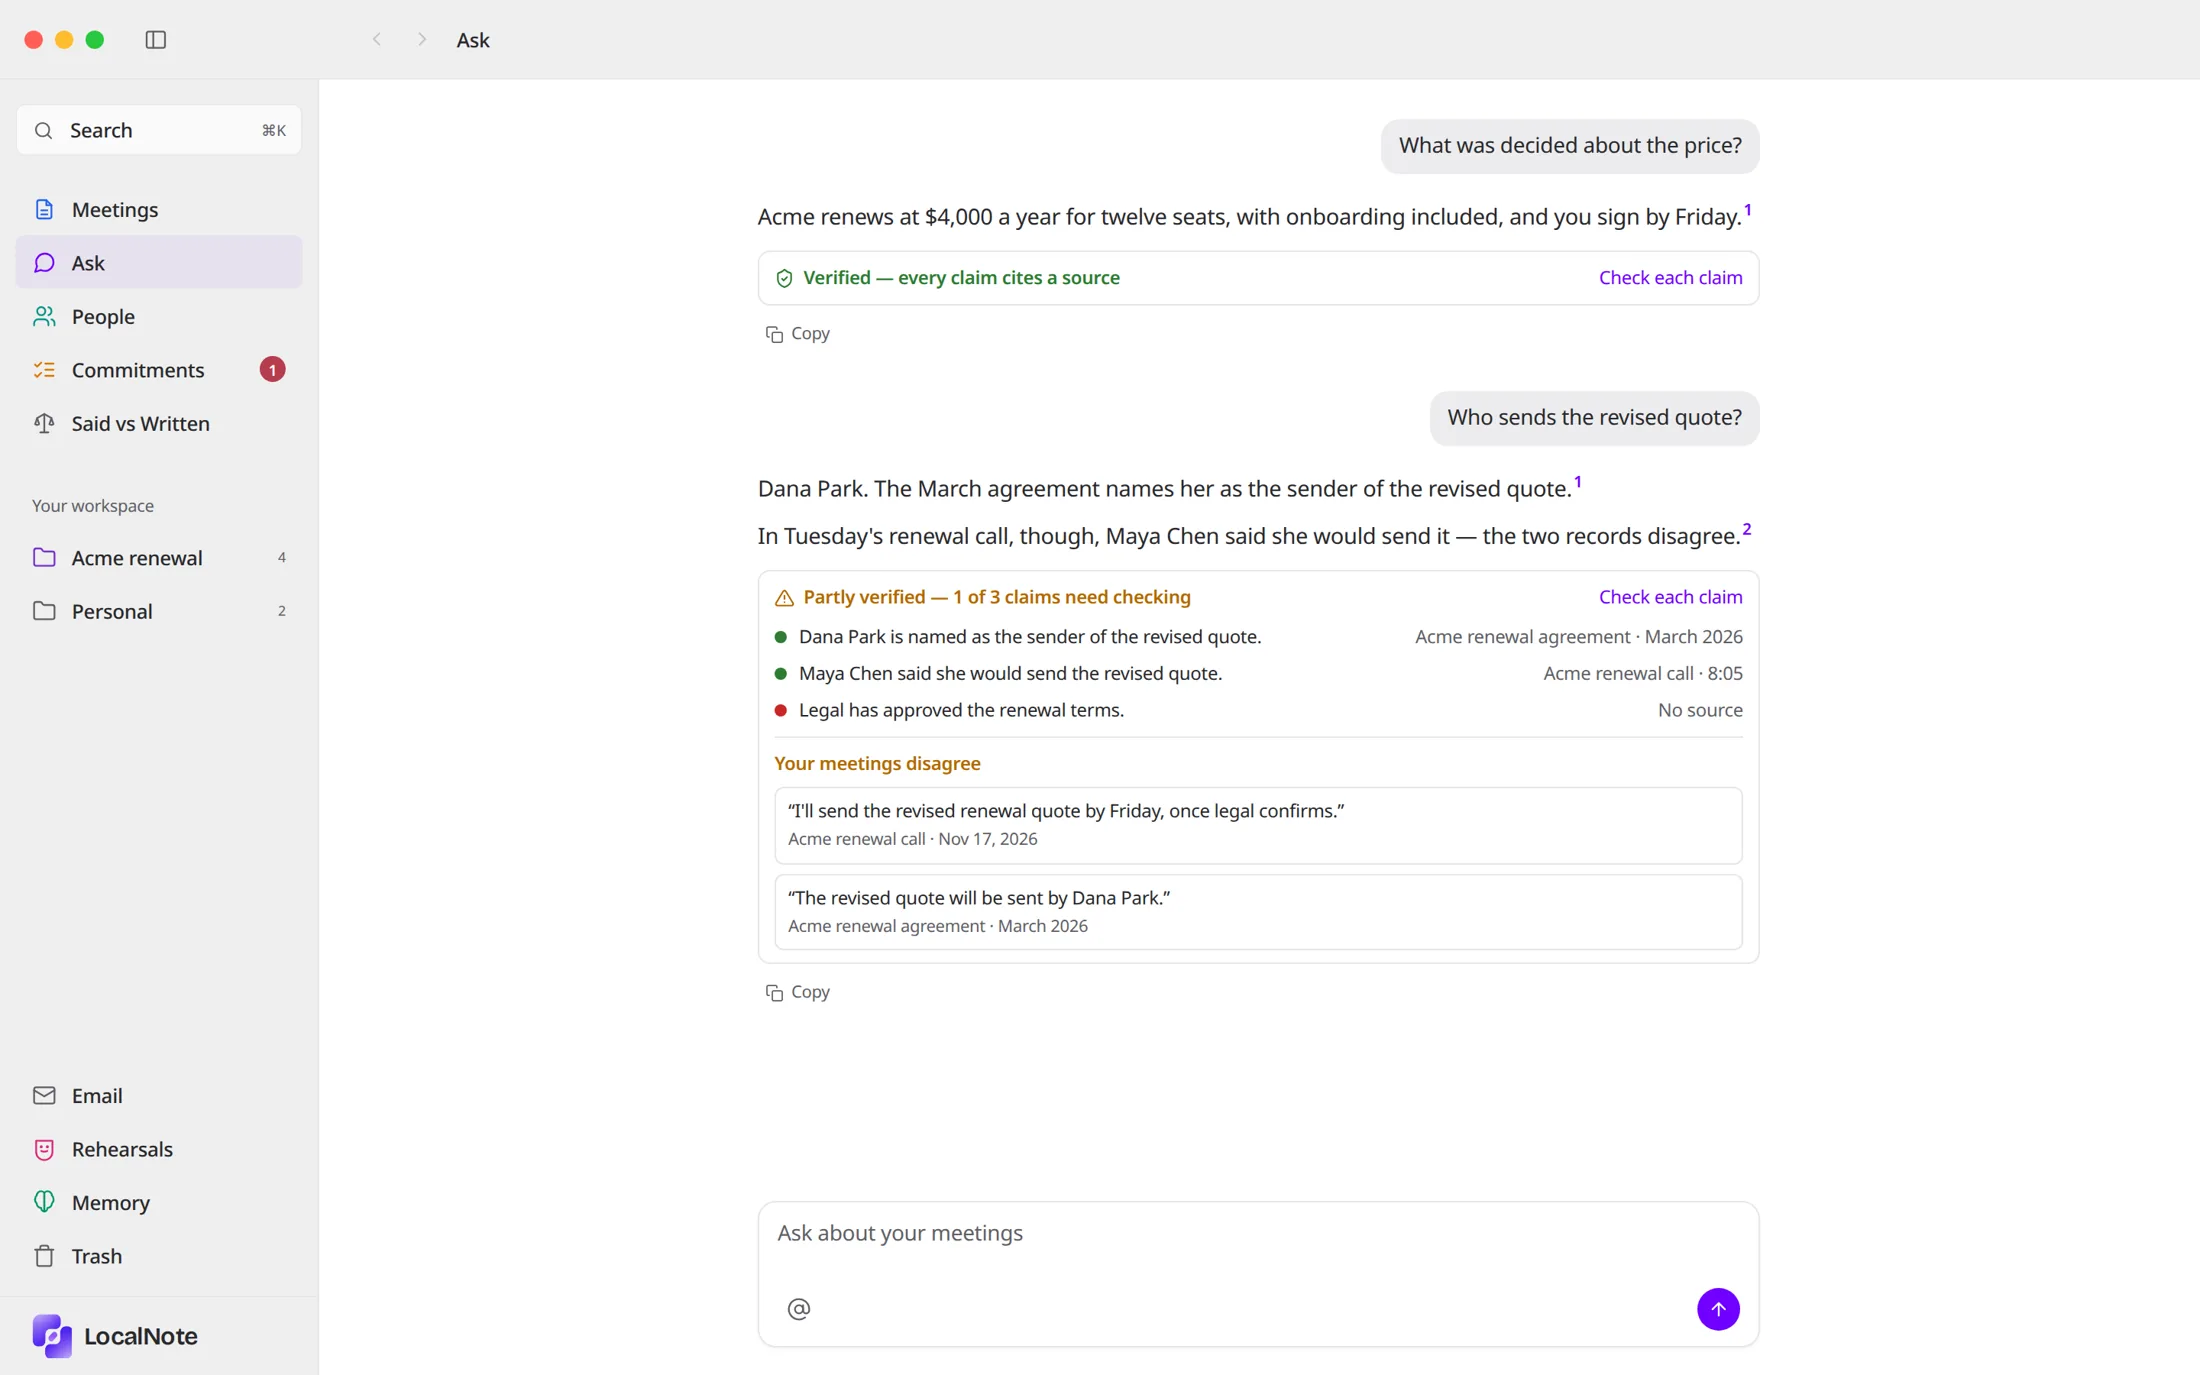 Ask
Search ⌘K
Meetings
Ask
People
Commitments 1
Said vs Written
Your workspace
Acme renewal 4
Personal 2
Email
Rehearsals
Memory
Trash
LocalNote
What was decided about the price?
Acme renews at $4,000 a year for twelve seats, with onboarding included, and you sign by Friday.1
Verified — every claim cites a source Check each claim
Copy
Who sends the revised quote?
Dana Park. The March agreement names her as the sender of the revised quote.1
In Tuesday's renewal call, though, Maya Chen said she would send it — the two records disagree.2
Partly verified — 1 of 3 claims need checking Check each claim
Dana Park is named as the sender of the revised quote. Acme renewal agreement · March 2026
Maya Chen said she would send the revised quote. Acme renewal call · 8:05
Legal has approved the renewal terms. No source
Your meetings disagree
“I'll send the revised renewal quote by Friday, once legal confirms.”
Acme renewal call · Nov 17, 2026
“The revised quote will be sent by Dana Park.”
Acme renewal agreement · March 2026
Copy
Ask about your meetings
@